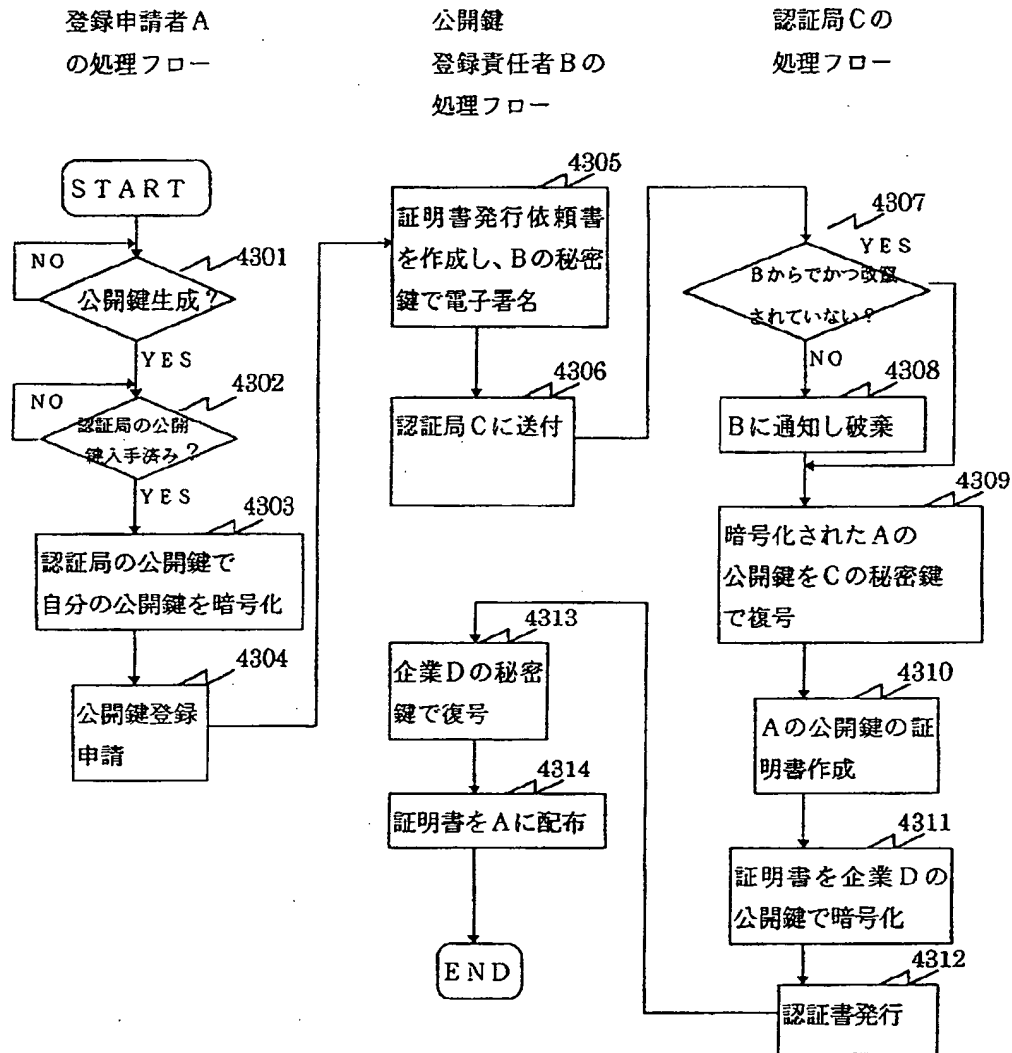 登録申請者A
の処理フロー
公開鍵
登録責任者Bの
処理フロー
認証局Cの
処理フロー
START
NO
4301
公開鍵生成?
YES
NO
4302
認証局の公開
鍵入手済み?
YES
4303
認証局の公開鍵で
自分の公開鍵を暗号化
4304
公開鍵登録
申請
4305
証明書発行依頼書
を作成し、Bの秘密
鍵で電子署名
4306
認証局Cに送付
4307
YES
Bからでかつ改竄
されていない?
NO
4308
Bに通知し破棄
4309
暗号化されたAの
公開鍵をCの秘密鍵
で復号
4310
Aの公開鍵の証
明書作成
4311
証明書を企業Dの
公開鍵で暗号化
4312
認証書発行
4313
企業Dの秘密
鍵で復号
4314
証明書をAに配布
END